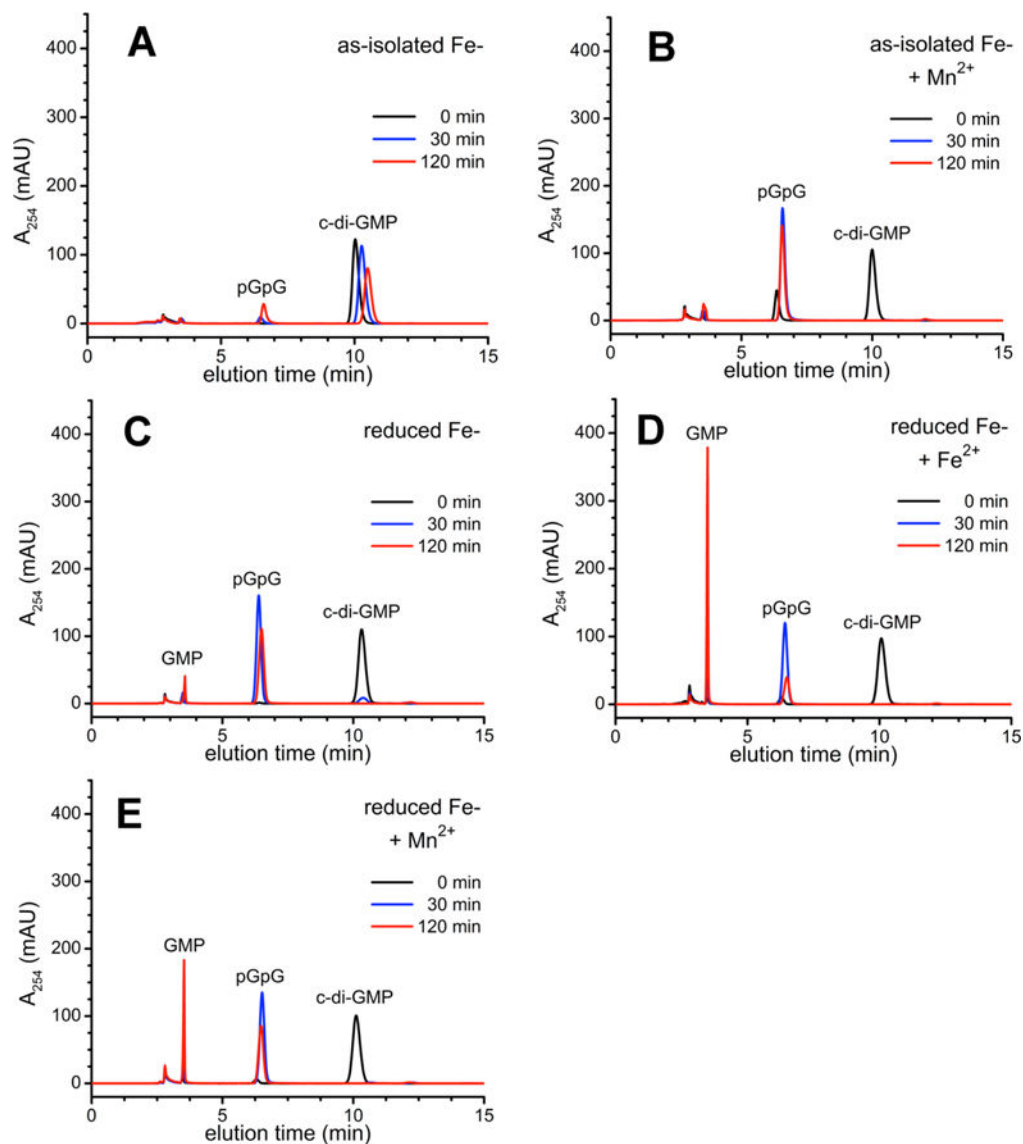 A
as-isolated Fe-
0 min
30 min
120 min
c-di-GMP
pGpG
A254 (mAU)
400
300
200
100
0
0 5 10 15
elution time (min)
B
as-isolated Fe-
+ Mn2+
0 min
30 min
120 min
pGpG
c-di-GMP
A254 (mAU)
400
300
200
100
0
0 5 10 15
elution time (min)
C
reduced Fe-
0 min
30 min
120 min
pGpG
c-di-GMP
GMP
A254 (mAU)
400
300
200
100
0
0 5 10 15
elution time (min)
D
reduced Fe-
+ Fe2+
GMP
0 min
30 min
120 min
pGpG
c-di-GMP
A254 (mAU)
400
300
200
100
0
0 5 10 15
elution time (min)
E
reduced Fe-
+ Mn2+
0 min
30 min
120 min
GMP
pGpG
c-di-GMP
A254 (mAU)
400
300
200
100
0
0 5 10 15
elution time (min)